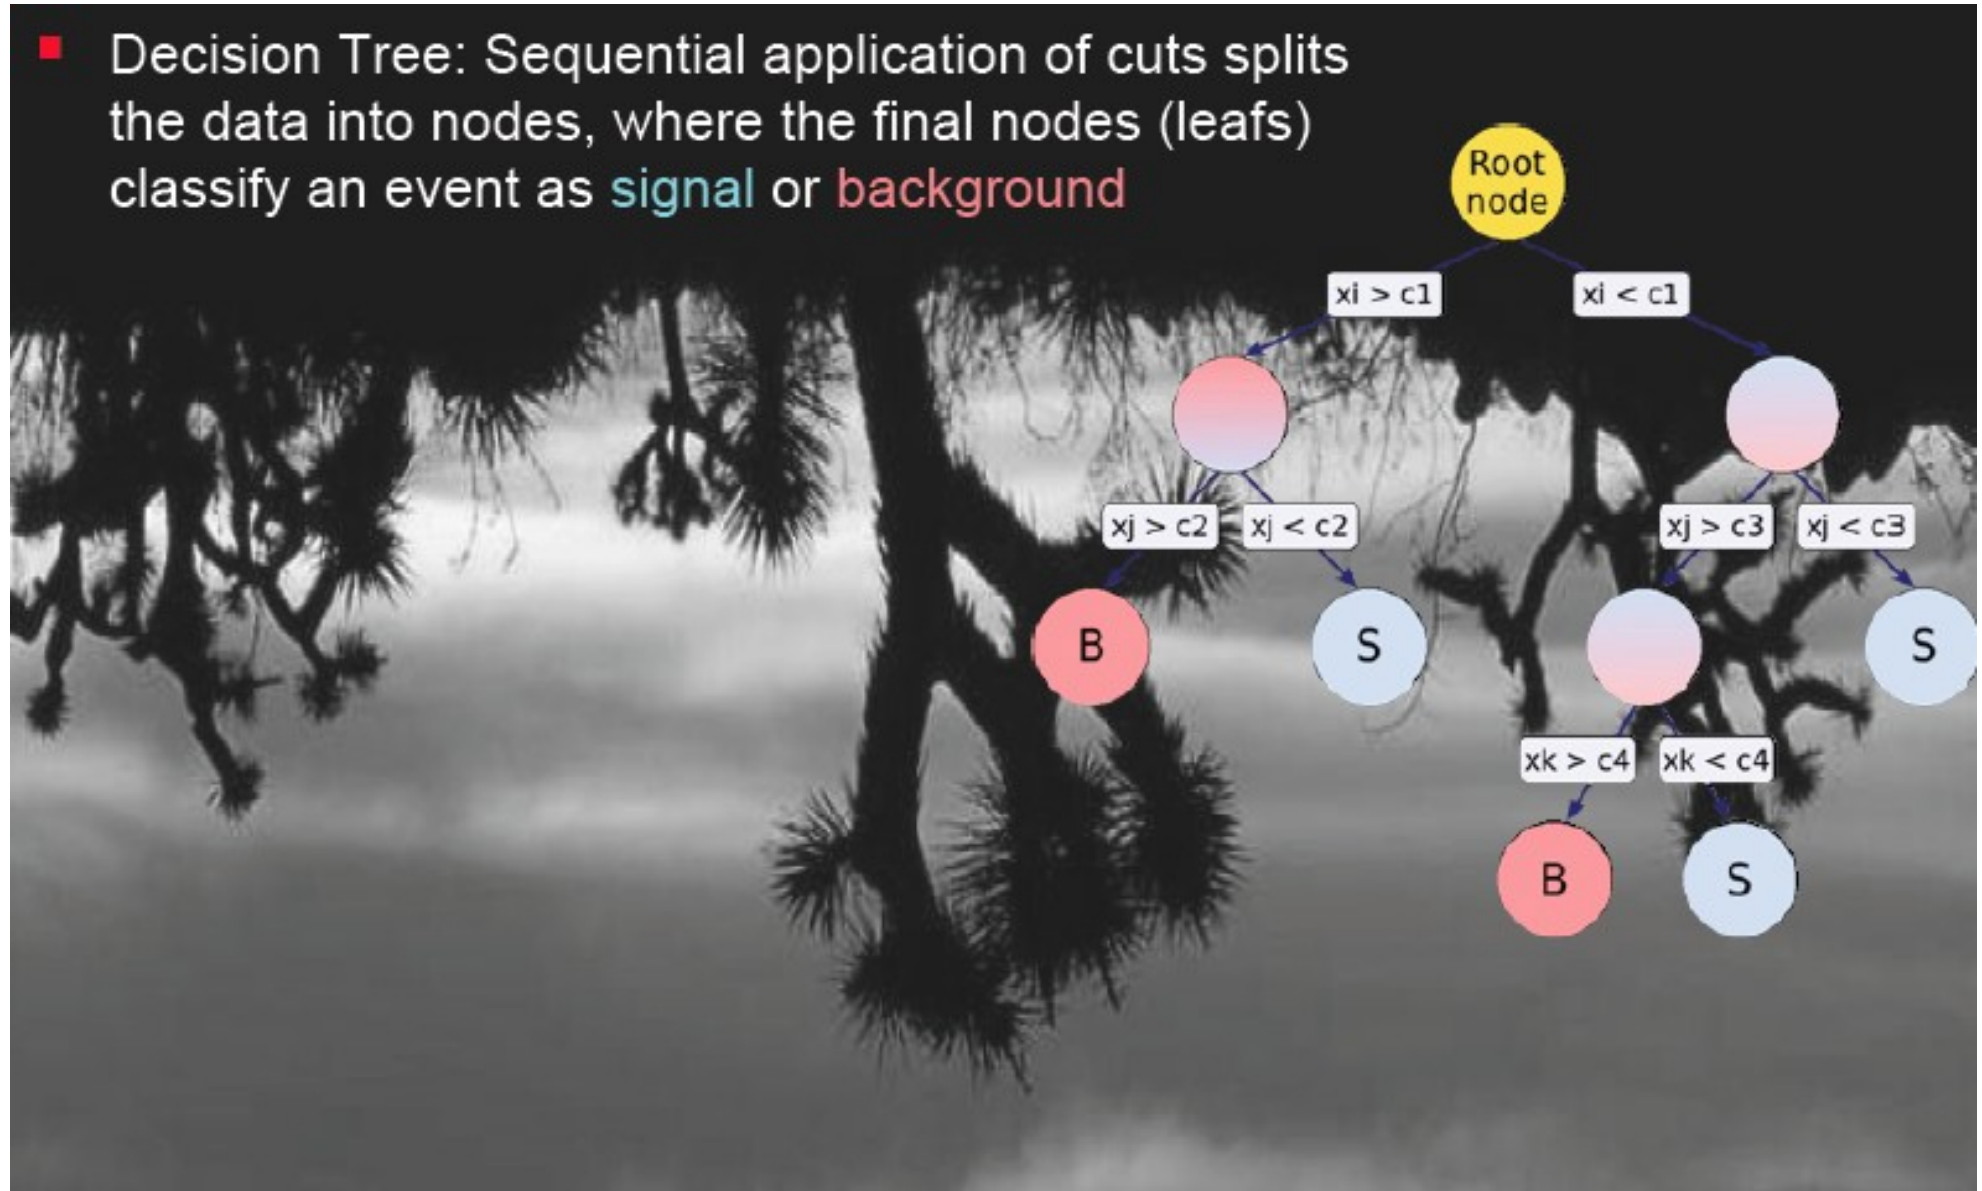 Decision Tree: Sequential application of cuts splits
the data into nodes, where the final nodes (leafs)
classify an event as signal or background
Root
node
xi > c1
xi < c1
xj > c2
xj < c2
xj > c3
xj < c3
B
S
S
xk > c4
xk < c4
B
S